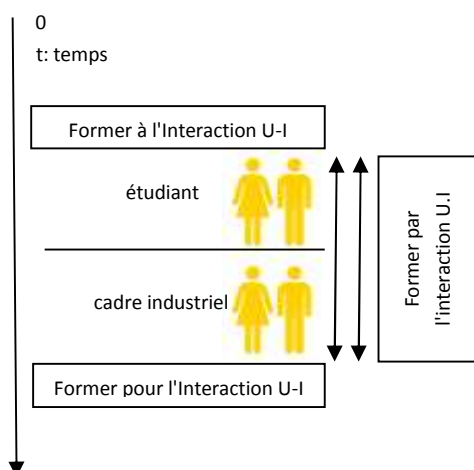 0
t: temps
Former à l'Interaction U-I
étudiant
cadre industriel
Former pour l'Interaction U-I
Former par
l'interaction U.I